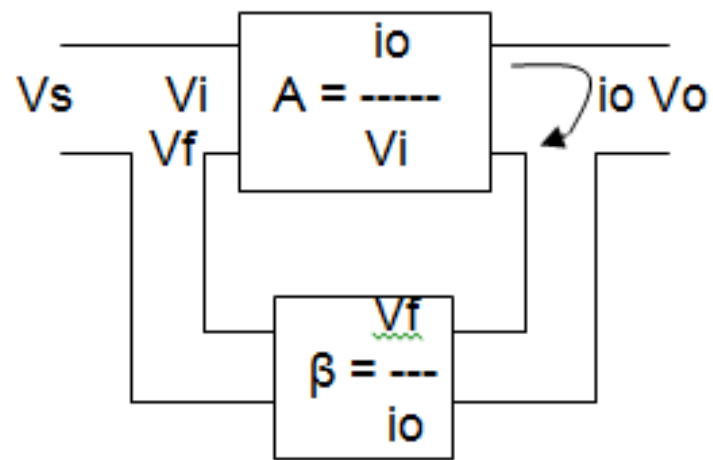 io
Vs Vi A = ----- io Vo
Vf Vi
Vf
β = ---
io